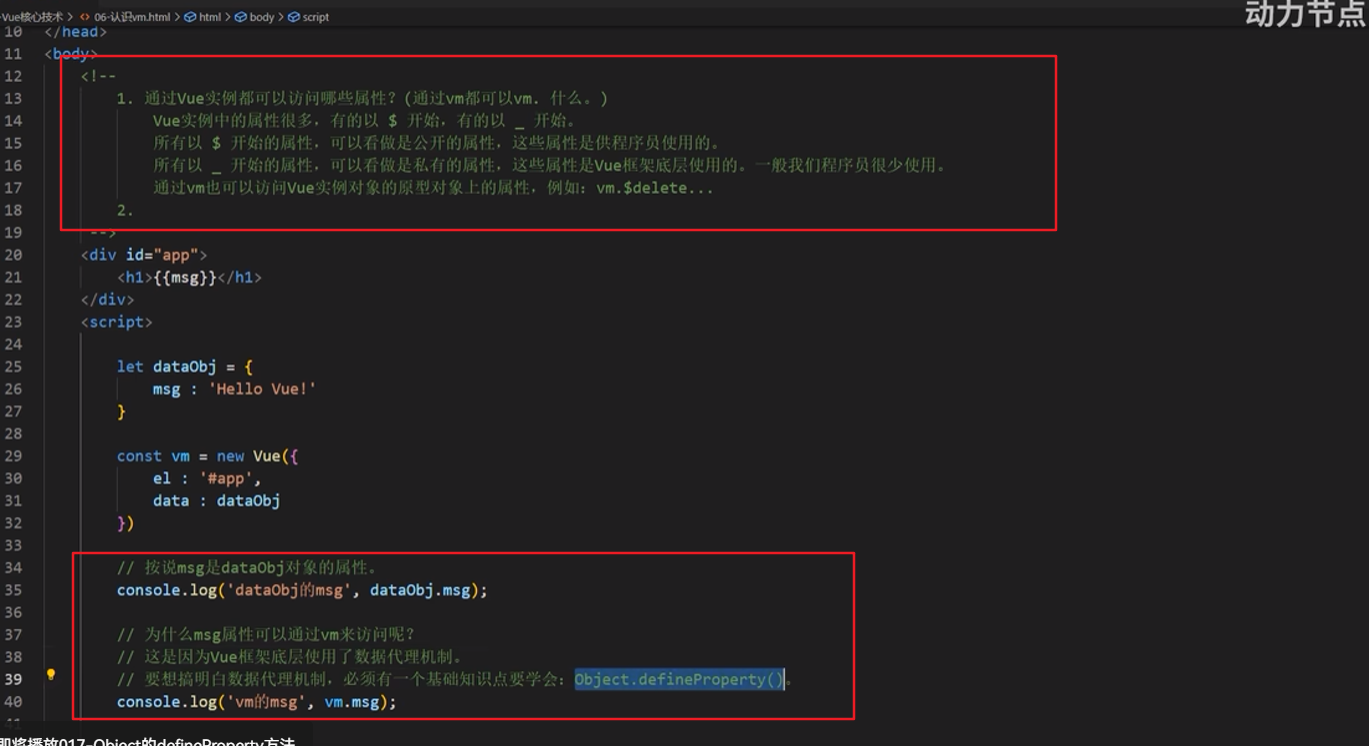 -Vue核心技术 > <> 06-认识vm.html > html > body > script
动力节点
10 </head>
11 <body>
12 <!--
13 1. 通过Vue实例都可以访问哪些属性？(通过vm都可以vm. 什么。)
14 Vue实例中的属性很多，有的以 $ 开始，有的以 _ 开始。
15 所有以 $ 开始的属性，可以看做是公开的属性，这些属性是供程序员使用的。
16 所有以 _ 开始的属性，可以看做是私有的属性，这些属性是Vue框架底层使用的。一般我们程序员很少使用。
17 通过vm也可以访问Vue实例对象的原型对象上的属性，例如：vm.$delete...
18 2.
19 -->
20 <div id="app">
21 <h1>{{msg}}</h1>
22 </div>
23 <script>
24
25 let dataObj = {
26 msg : 'Hello Vue!'
27 }
28
29 const vm = new Vue({
30 el : '#app',
31 data : dataObj
32 })
33
34 // 按说msg是dataObj对象的属性。
35 console.log('dataObj的msg', dataObj.msg);
36
37 // 为什么msg属性可以通过vm来访问呢？
38 // 这是因为Vue框架底层使用了数据代理机制。
39 // 要想搞明白数据代理机制，必须有一个基础知识点要学会：Object.defineProperty()。
40 console.log('vm的msg', vm.msg);
41
即将播放017-Object的defineProperty方法